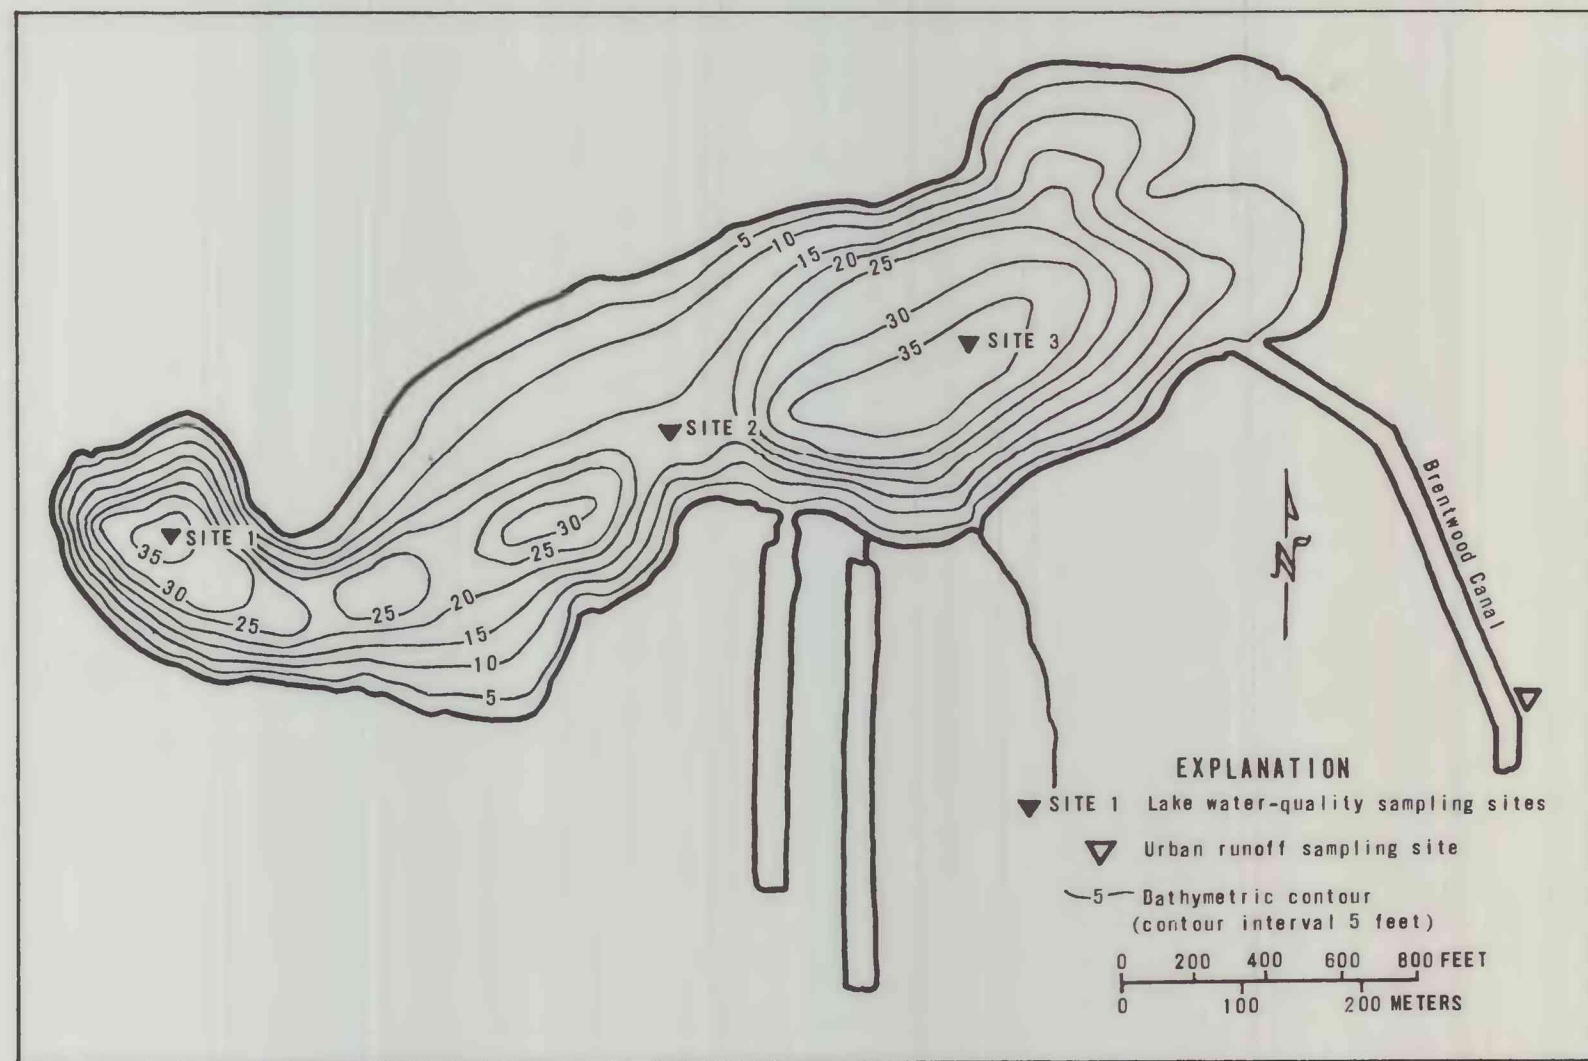 5
10
15
20
25
30
35
SITE 3
SITE 2
SITE 1
35
30
25
25
30
25
20
15
10
5
Brentwood Canal
N
EXPLANATION
SITE 1 Lake water-quality sampling sites
Urban runoff sampling site
5 Bathymetric contour
(contour interval 5 feet)
0 200 400 600 800 FEET
0 100 200 METERS